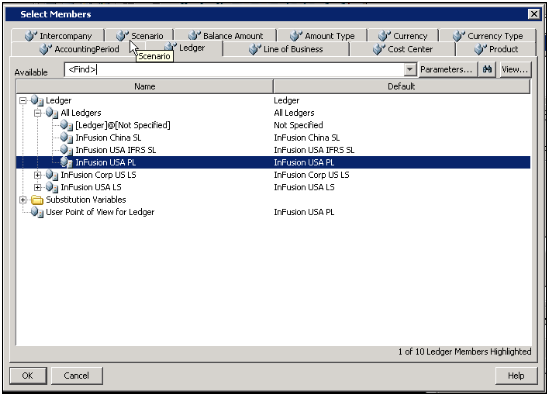 Select Members
Intercompany Scenario Balance Amount Amount Type Currency Currency Type
AccountingPeriod Ledger Line of Business Cost Center Product
Scenario
Available <Find> Parameters... View...
Name Default
Ledger Ledger
All Ledgers All Ledgers
[Ledger]@[Not Specified] Not Specified
InFusion China SL InFusion China SL
InFusion USA IFRS SL InFusion USA IFRS SL
InFusion USA PL InFusion USA PL
InFusion Corp US LS InFusion Corp US LS
InFusion USA LS InFusion USA LS
Substitution Variables
User Point of View for Ledger InFusion USA PL
1 of 10 Ledger Members Highlighted
OK Cancel Help